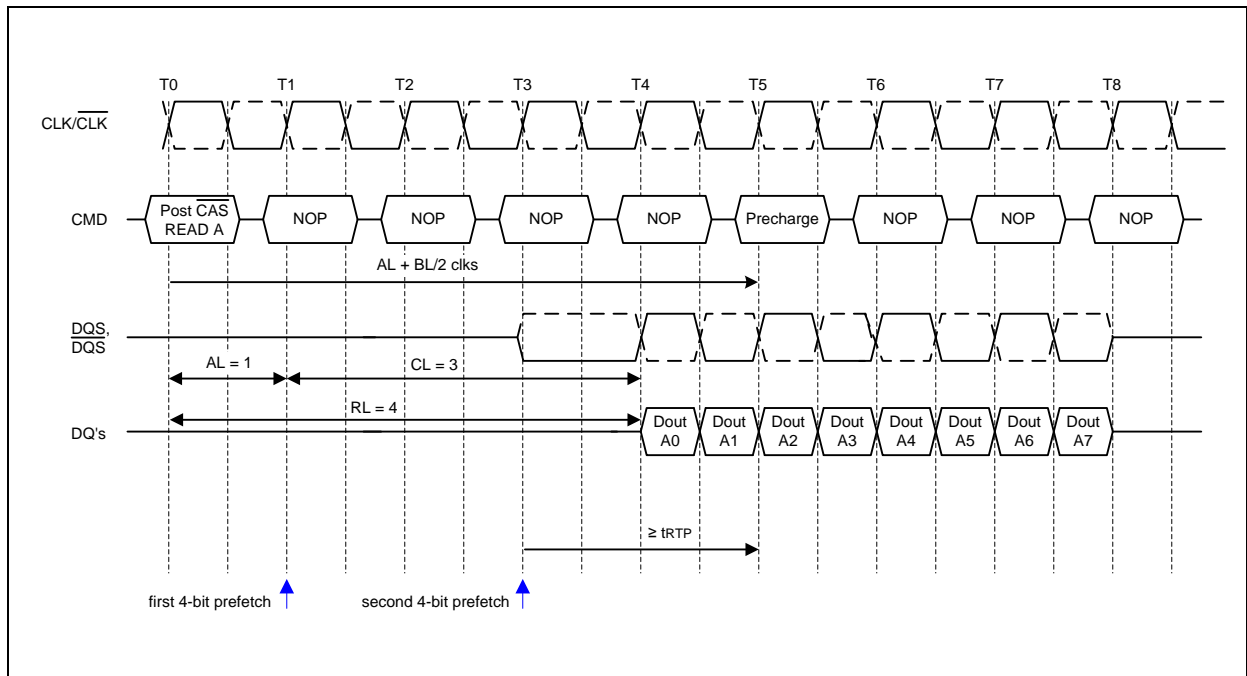 T0 T1 T2 T3 T4 T5 T6 T7 T8
CLK/CLK
CMD
Post CAS
READ A
NOP NOP NOP NOP Precharge NOP NOP NOP
AL + BL/2 clks
DQS,
DQS
AL = 1
CL = 3
RL = 4
DQ's
Dout
A0
Dout
A1
Dout
A2
Dout
A3
Dout
A4
Dout
A5
Dout
A6
Dout
A7
≥ tRTP
first 4-bit prefetch
second 4-bit prefetch